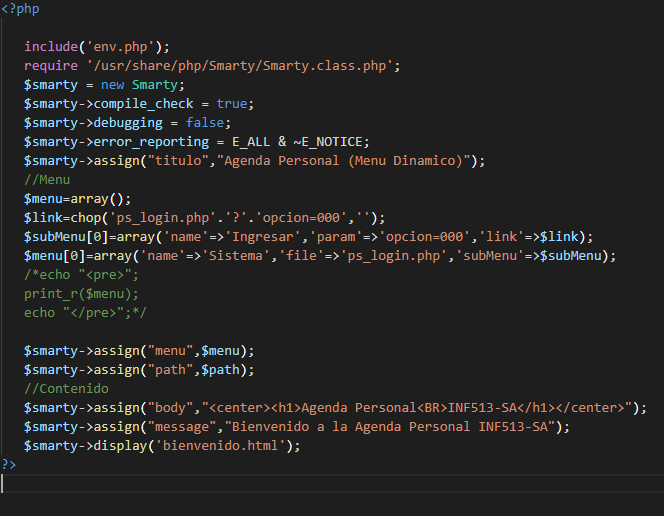 <?php
include('env.php');
require '/usr/share/php/Smarty/Smarty.class.php';
$smarty = new Smarty;
$smarty->compile_check = true;
$smarty->debugging = false;
$smarty->error_reporting = E_ALL & ~E_NOTICE;
$smarty->assign("titulo","Agenda Personal (Menu Dinamico)");
//Menu
$menu=array();
$link=chop('ps_login.php'.'?'.'opcion=000','');
$subMenu[0]=array('name'=>'Ingresar','param'=>'opcion=000','link'=>$link);
$menu[0]=array('name'=>'Sistema','file'=>'ps_login.php','subMenu'=>$subMenu);
/*echo "<pre>";
print_r($menu);
echo "</pre>";*/
$smarty->assign("menu",$menu);
$smarty->assign("path",$path);
//Contenido
$smarty->assign("body","<center><h1>Agenda Personal<BR>INF513-SA</h1></center>");
$smarty->assign("message","Bienvenido a la Agenda Personal INF513-SA");
$smarty->display('bienvenido.html');
?>